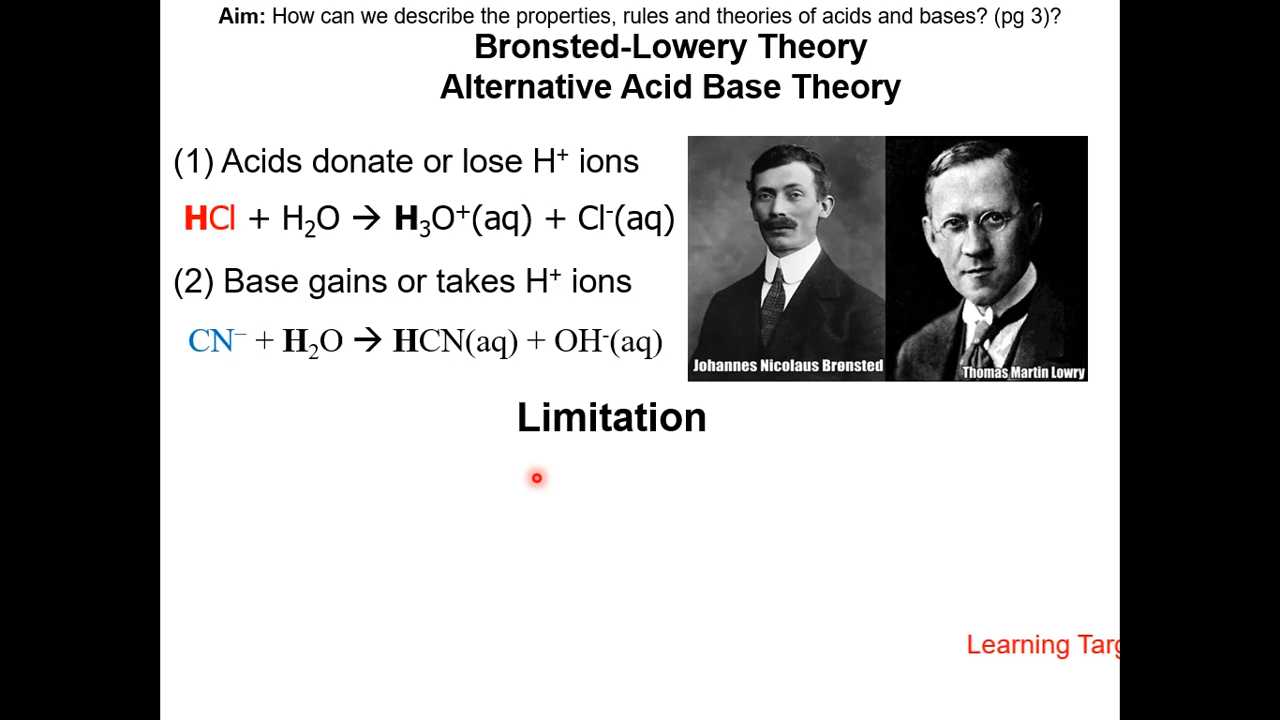 Aim: How can we describe the properties, rules and theories of acids and bases? (pg 3)?
Bronsted-Lowery Theory
Alternative Acid Base Theory
(1) Acids donate or lose H⁺ ions
HCl + H₂O → H₃O⁺(aq) + Cl⁻(aq)
(2) Base gains or takes H⁺ ions
CN⁻ + H₂O → HCN(aq) + OH⁻(aq)
Johannes Nicolaus Brønsted
Thomas Martin Lowry
Limitation
Learning Targ